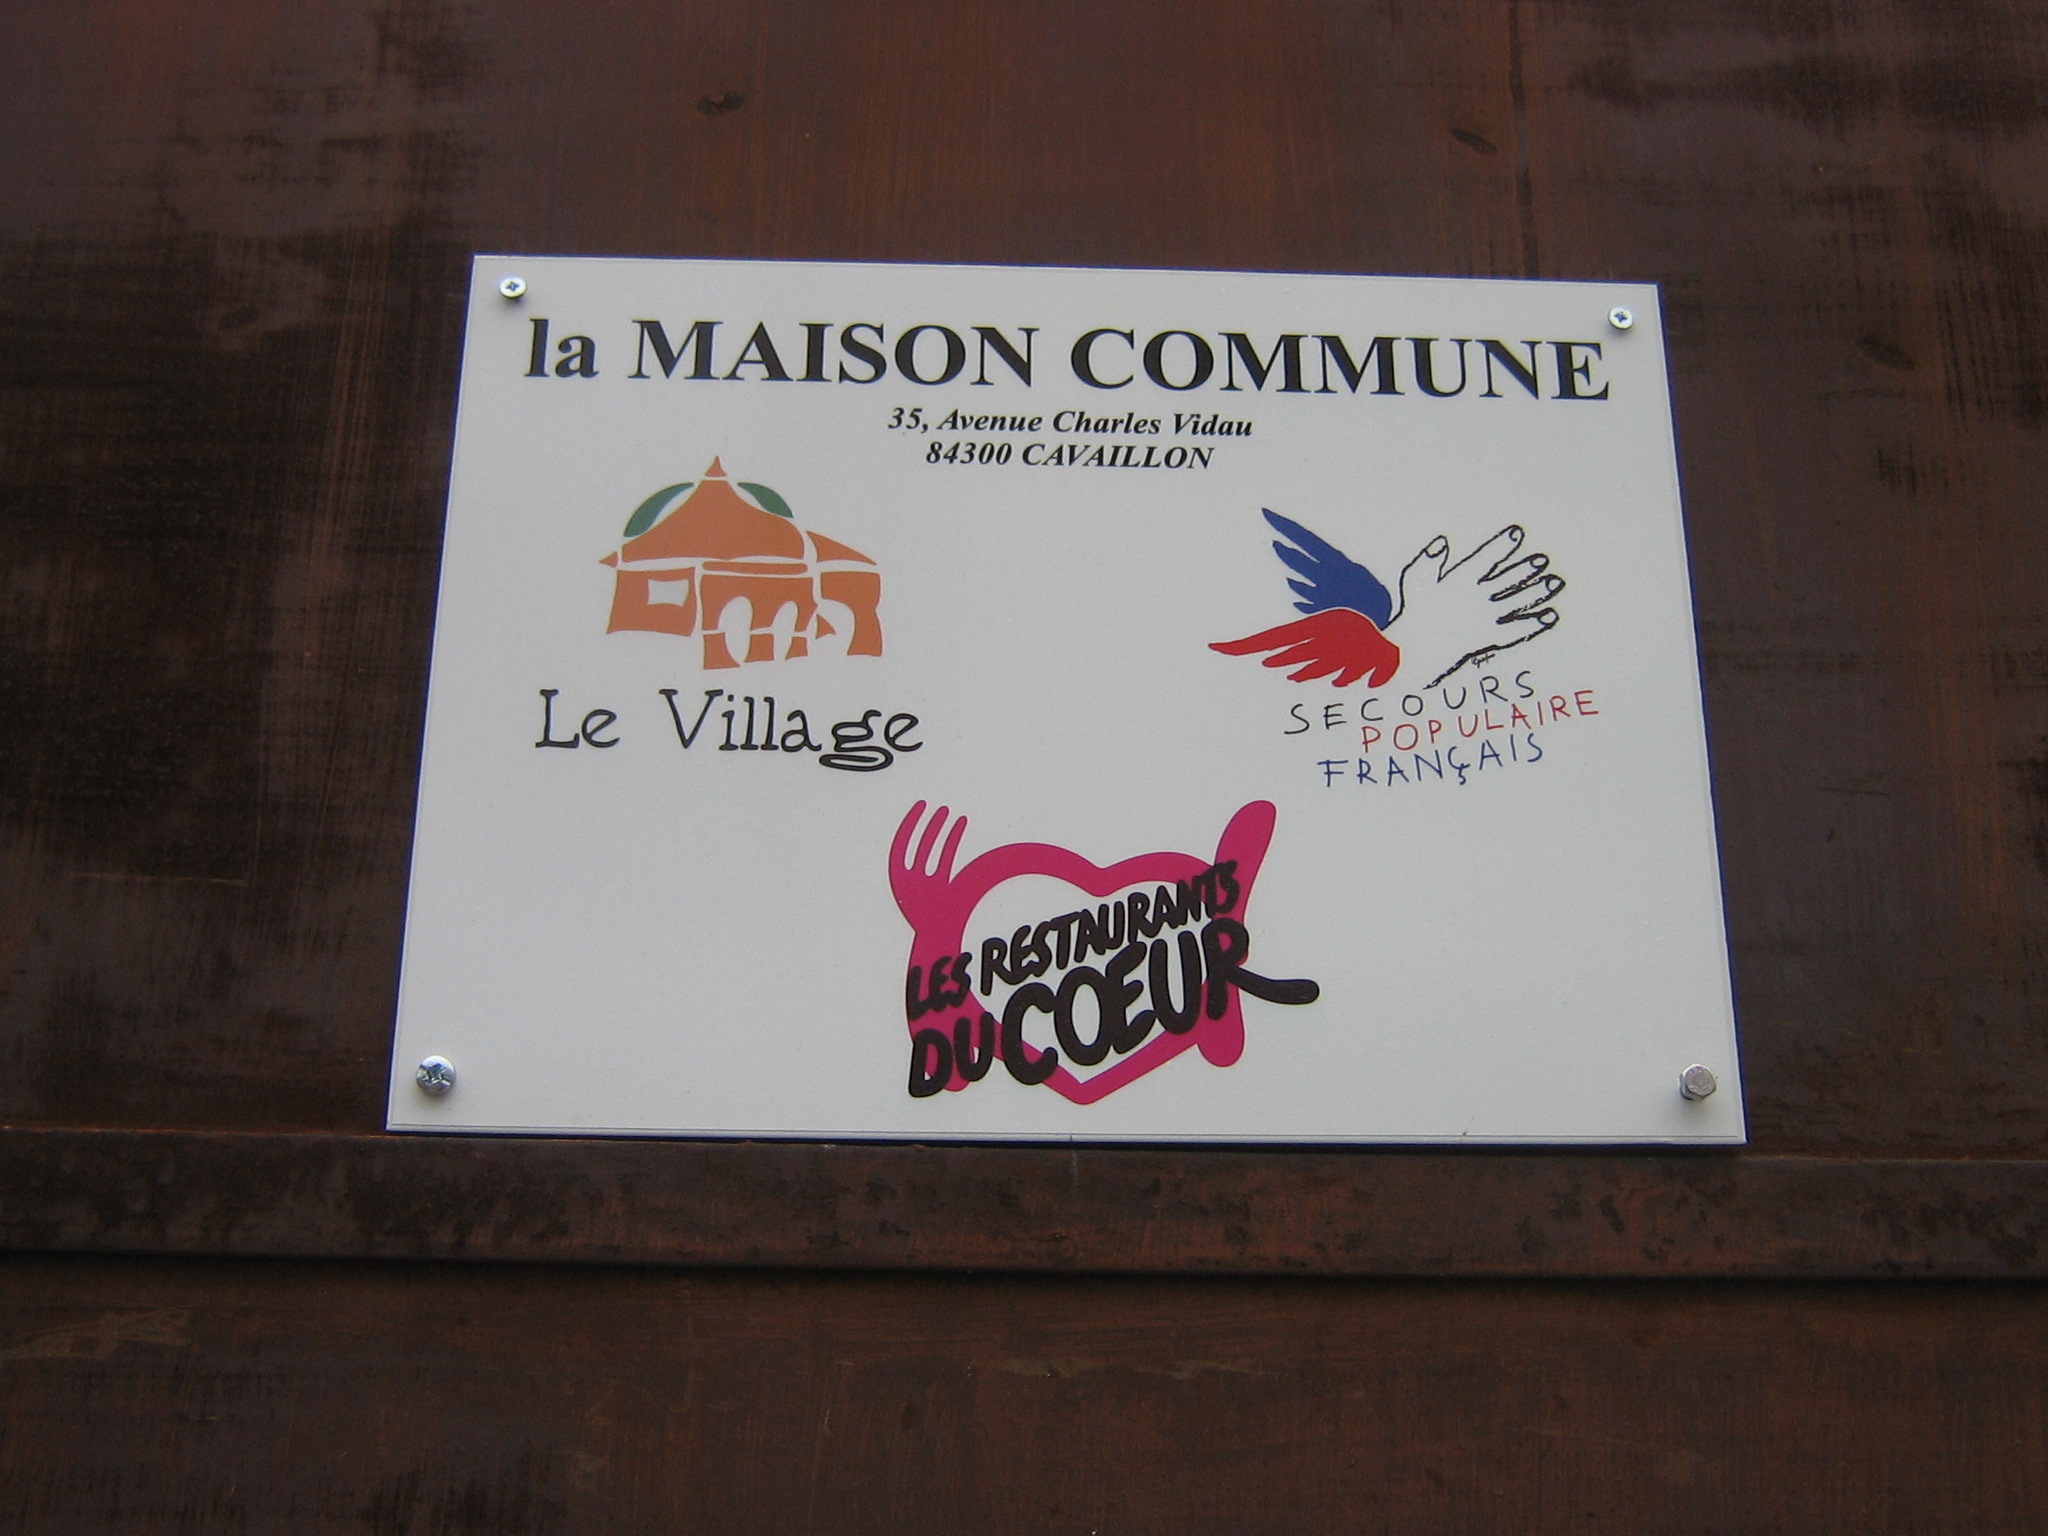 la MAISON COMMUNE
35, Avenue Charles Vidau
84300 CAVAILLON
Le Village
SECOURS
POPULAIRE
FRANÇAIS
LES RESTAURANTS
DU COEUR